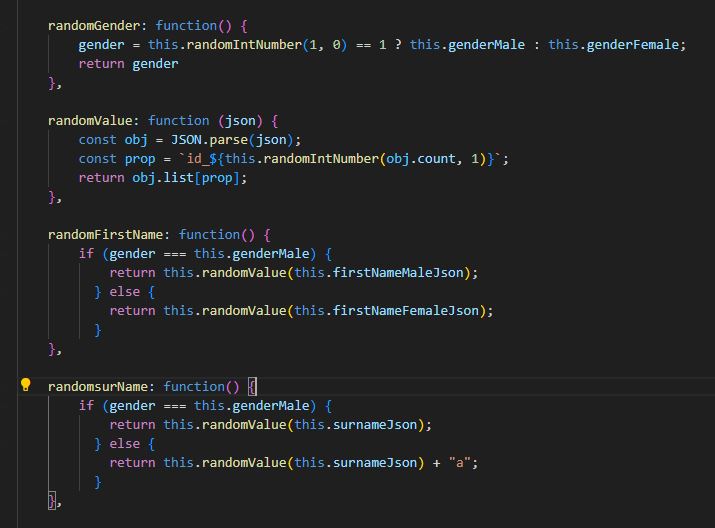 randomGender: function() {
gender = this.randomIntNumber(1, 0) == 1 ? this.genderMale : this.genderFemale;
return gender
},
randomValue: function (json) {
const obj = JSON.parse(json);
const prop = `id_${this.randomIntNumber(obj.count, 1)}`;
return obj.list[prop];
},
randomFirstName: function() {
if (gender === this.genderMale) {
return this.randomValue(this.firstNameMaleJson);
} else {
return this.randomValue(this.firstNameFemaleJson);
}
},
randomsurName: function() {
if (gender === this.genderMale) {
return this.randomValue(this.surnameJson);
} else {
return this.randomValue(this.surnameJson) + "a";
}
},